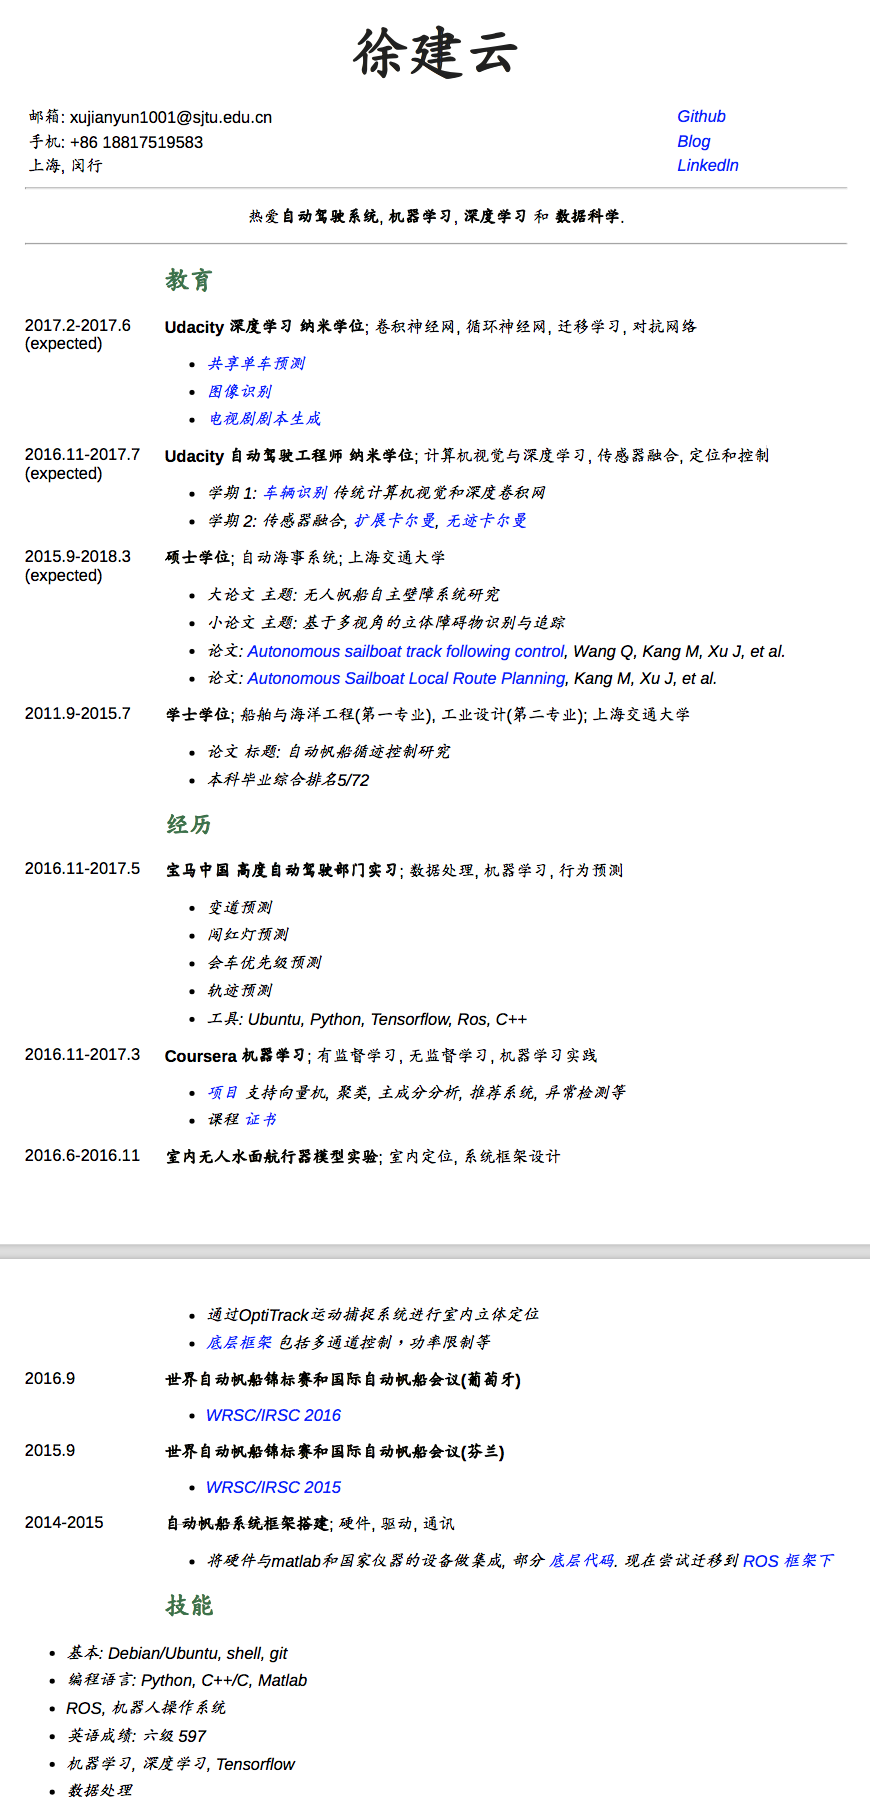 徐建云
邮箱: xujianyun1001@sjtu.edu.cn
手机: +86 18817519583
上海, 闵行
Github
Blog
LinkedIn
热爱自动驾驶系统, 机器学习, 深度学习 和 数据科学.
教育
2017.2-2017.6 (expected)
Udacity 深度学习 纳米学位; 卷积神经网, 循环神经网, 迁移学习, 对抗网络
• 共享单车预测
• 图像识别
• 电视剧剧本生成
2016.11-2017.7 (expected)
Udacity 自动驾驶工程师 纳米学位; 计算机视觉与深度学习, 传感器融合, 定位和控制
• 学期 1: 车辆识别 传统计算机视觉和深度卷积网
• 学期 2: 传感器融合, 扩展卡尔曼, 无迹卡尔曼
2015.9-2018.3 (expected)
硕士学位; 自动海事系统; 上海交通大学
• 大论文 主题: 无人帆船自主壁障系统研究
• 小论文 主题: 基于多视角的立体障碍物识别与追踪
• 论文: Autonomous sailboat track following control, Wang Q, Kang M, Xu J, et al.
• 论文: Autonomous Sailboat Local Route Planning, Kang M, Xu J, et al.
2011.9-2015.7
学士学位; 船舶与海洋工程(第一专业), 工业设计(第二专业); 上海交通大学
• 论文 标题: 自动帆船循迹控制研究
• 本科毕业综合排名5/72
经历
2016.11-2017.5
宝马中国 高度自动驾驶部门实习; 数据处理, 机器学习, 行为预测
• 变道预测
• 闯红灯预测
• 会车优先级预测
• 轨迹预测
• 工具: Ubuntu, Python, Tensorflow, Ros, C++
2016.11-2017.3
Coursera 机器学习; 有监督学习, 无监督学习, 机器学习实践
• 项目 支持向量机, 聚类, 主成分分析, 推荐系统, 异常检测等
• 课程 证书
2016.6-2016.11
室内无人水面航行器模型实验; 室内定位, 系统框架设计
• 通过OptiTrack运动捕捉系统进行室内立体定位
• 底层框架 包括多通道控制，功率限制等
2016.9
世界自动帆船锦标赛和国际自动帆船会议(葡萄牙)
• WRSC/IRSC 2016
2015.9
世界自动帆船锦标赛和国际自动帆船会议(芬兰)
• WRSC/IRSC 2015
2014-2015
自动帆船系统框架搭建; 硬件, 驱动, 通讯
• 将硬件与matlab和国家仪器的设备做集成, 部分 底层代码. 现在尝试迁移到 ROS 框架下
技能
• 基本: Debian/Ubuntu, shell, git
• 编程语言: Python, C++/C, Matlab
• ROS, 机器人操作系统
• 英语成绩: 六级 597
• 机器学习, 深度学习, Tensorflow
• 数据处理